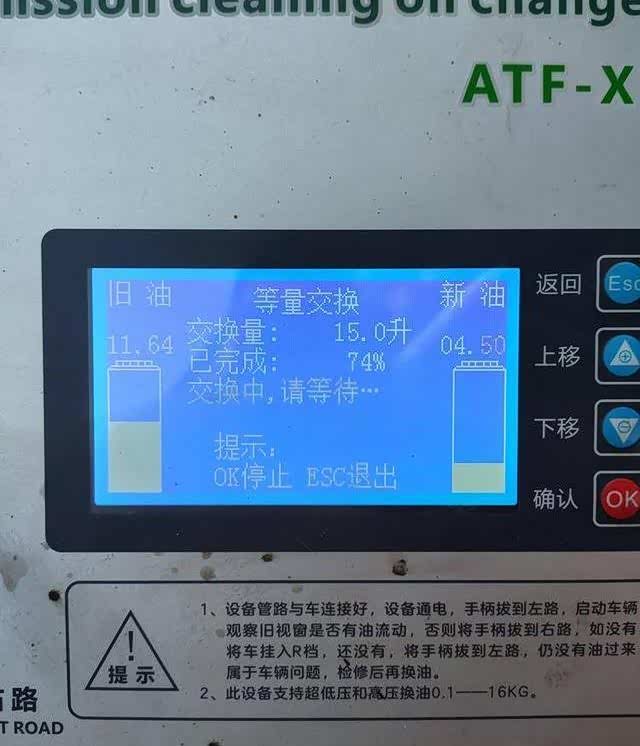 mission cleaning oil change
ATF-X
旧 油 等量交换 新 油
交换量: 15.0升
11.64 04.50
已完成: 74%
交换中,请等待…
提示:
OK停止 ESC退出
返回 Esc
上移
下移
确认 OK
提示
1、设备管路与车连接好，设备通电，手柄拔到左路，启动车辆
观察旧视窗是否有油流动，否则将手柄拔到右路，如没有
将车挂入R档，还没有，将手柄拔到左路，仍没有油过来
属于车辆问题，检修后再换油。
2、此设备支持超低压和高压换油0.1——16KG。
右路
T ROAD